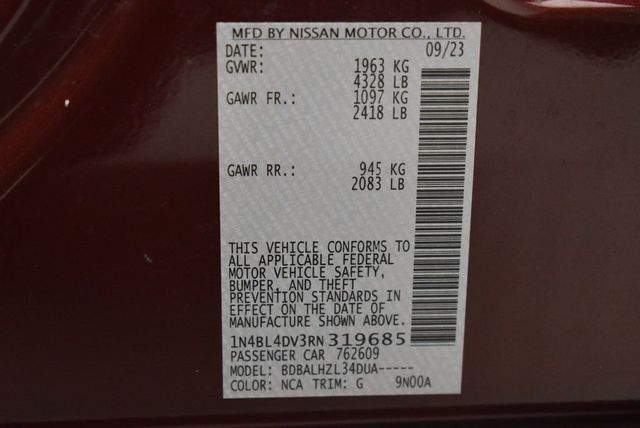 MFD BY NISSAN MOTOR CO., LTD.
DATE: 09/23
GVWR: 1963 KG
4328 LB
GAWR FR.: 1097 KG
2418 LB
GAWR RR.: 945 KG
2083 LB
THIS VEHICLE CONFORMS TO
ALL APPLICABLE FEDERAL
MOTOR VEHICLE SAFETY,
BUMPER, AND THEFT
PREVENTION STANDARDS IN
EFFECT ON THE DATE OF
MANUFACTURE SHOWN ABOVE.
1N4BL4DV3RN319685
PASSENGER CAR 762609
MODEL: BDBALHZL34DUA-----
COLOR: NCA TRIM: G 9N00A